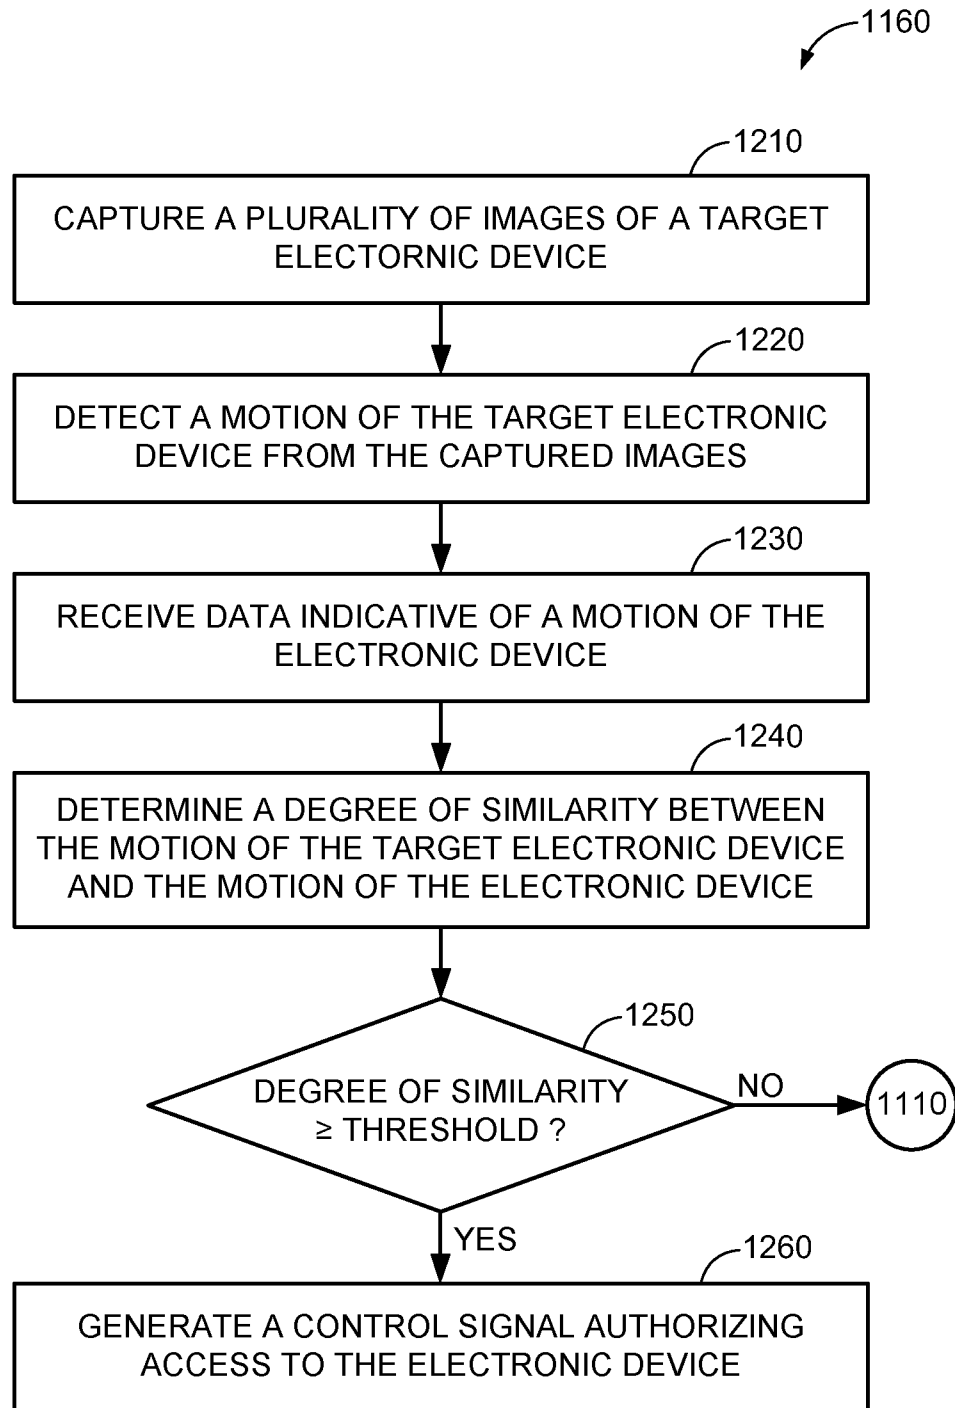 1160
1210
CAPTURE A PLURALITY OF IMAGES OF A TARGET
ELECTORNIC DEVICE
1220
DETECT A MOTION OF THE TARGET ELECTRONIC
DEVICE FROM THE CAPTURED IMAGES
1230
RECEIVE DATA INDICATIVE OF A MOTION OF THE
ELECTRONIC DEVICE
1240
DETERMINE A DEGREE OF SIMILARITY BETWEEN
THE MOTION OF THE TARGET ELECTRONIC DEVICE
AND THE MOTION OF THE ELECTRONIC DEVICE
1250
DEGREE OF SIMILARITY
≥ THRESHOLD ?
NO
1110
YES
1260
GENERATE A CONTROL SIGNAL AUTHORIZING
ACCESS TO THE ELECTRONIC DEVICE